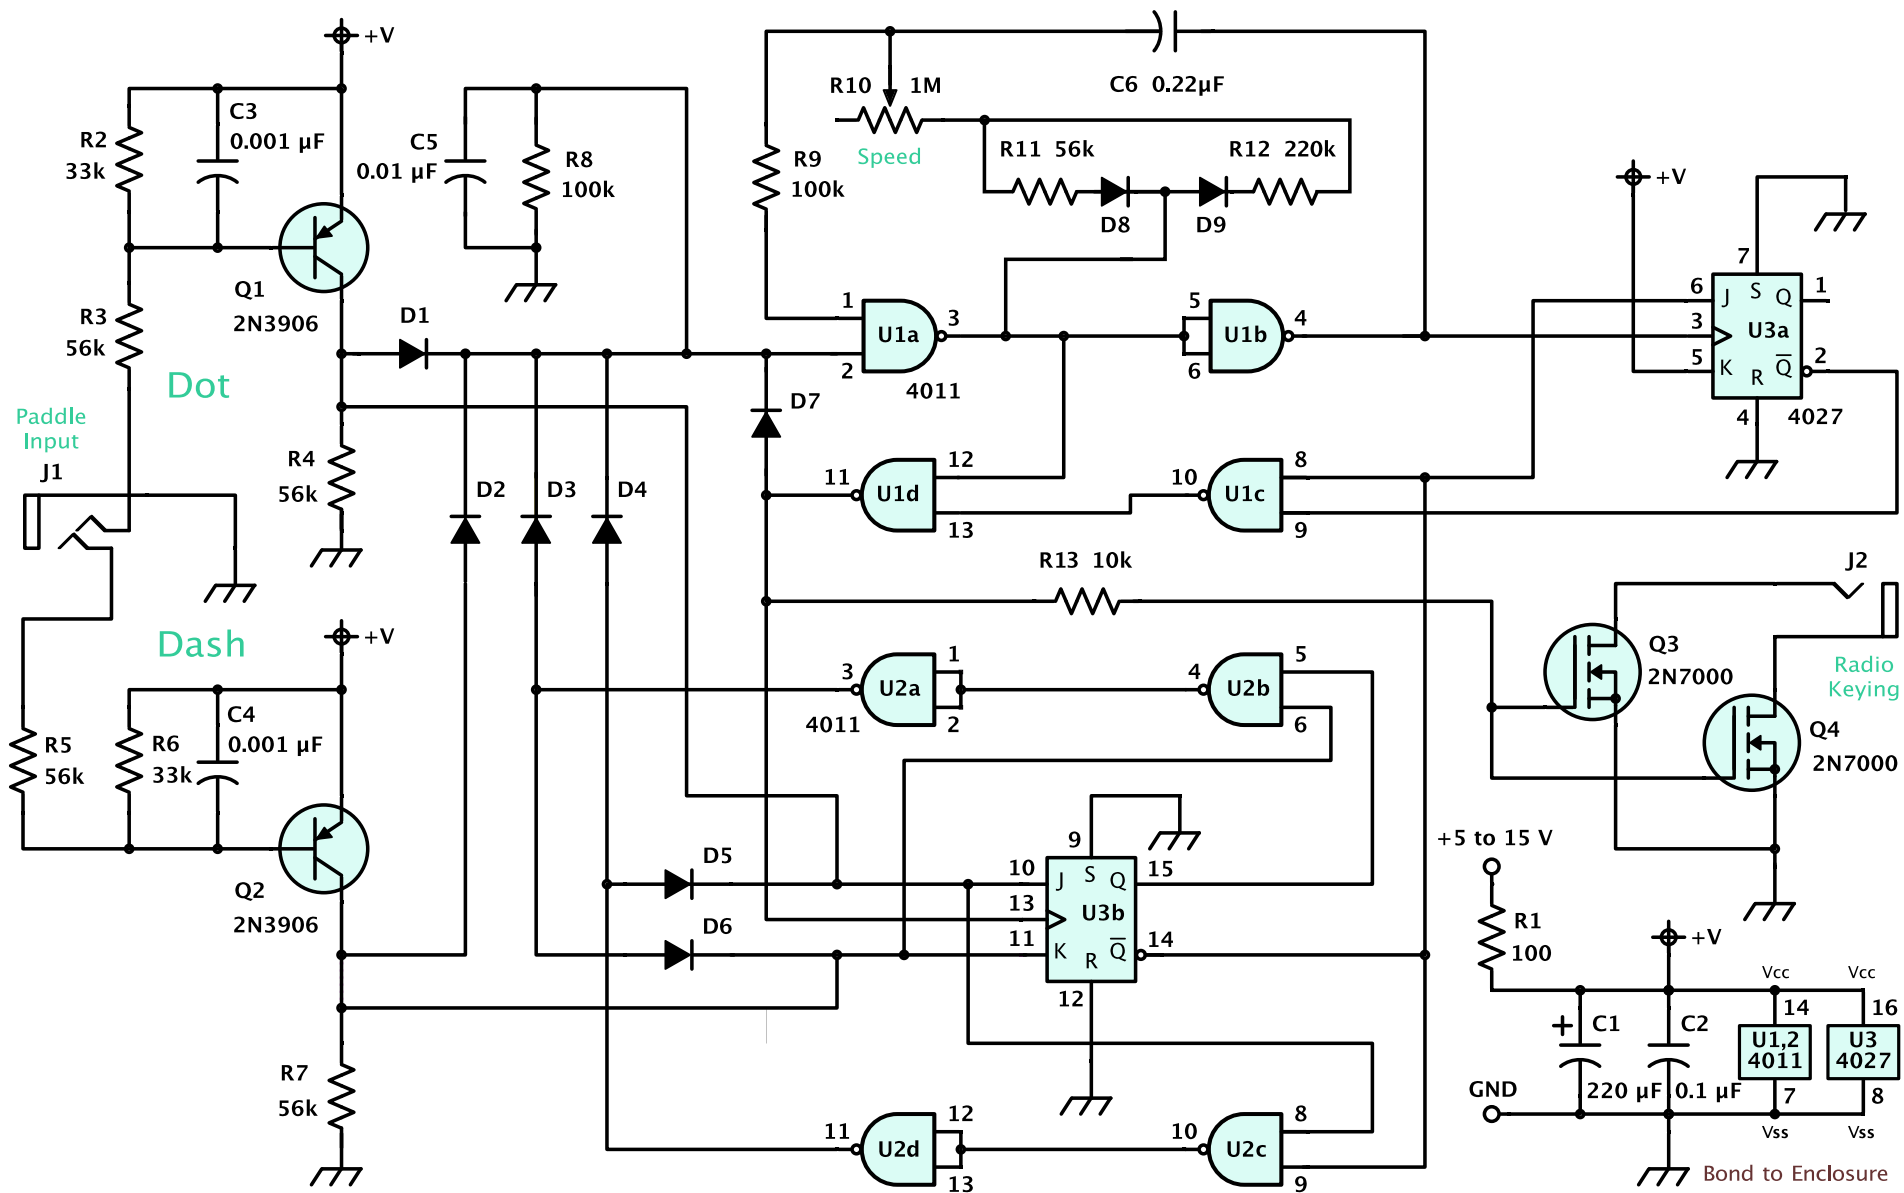 +V
C3
0.001 µF
R2
33k
Q1
2N3906
R3
56k
Dot
Paddle
Input
J1
R4
56k
D1
C5
0.01 µF
R8
100k
D2
D3
D4
R10 1M
Speed
C6 0.22µF
R9
100k
R11 56k
R12 220k
D8
D9
1
2
U1a
3
4011
5
6
U1b
4
D7
11
U1d
12
13
10
U1c
8
9
+V
7
6
J
S
Q
1
3
U3a
5
K
R
Q
2
4
4027
R13 10k
J2
Q3
2N7000
Radio
Keying
Q4
2N7000
Dash
+V
C4
0.001 µF
R5
56k
R6
33k
Q2
2N3906
R7
56k
3
U2a
1
2
4011
4
U2b
5
6
D5
D6
9
10
J
S
Q
15
13
U3b
11
K
R
Q
14
12
11
U2d
12
13
10
U2c
8
9
+5 to 15 V
R1
100
+V
+
C1
220 µF
C2
0.1 µF
Vcc
14
U1,2
4011
7
Vss
Vcc
16
U3
4027
8
Vss
GND
Bond to Enclosure